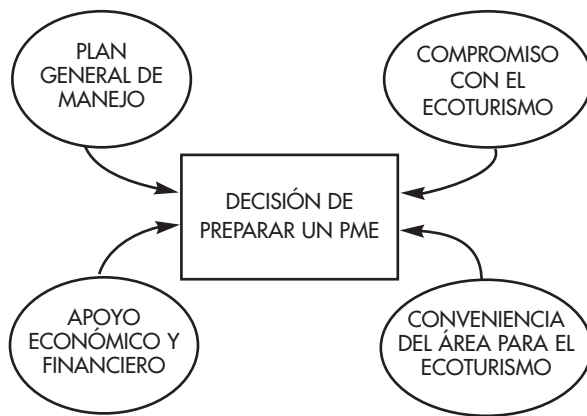 PLAN
GENERAL DE
MANEJO
COMPROMISO
CON EL
ECOTURISMO
DECISIÓN DE
PREPARAR UN PME
APOYO
ECONÓMICO Y
FINANCIERO
CONVENIENCIA
DEL ÁREA PARA EL
ECOTURISMO